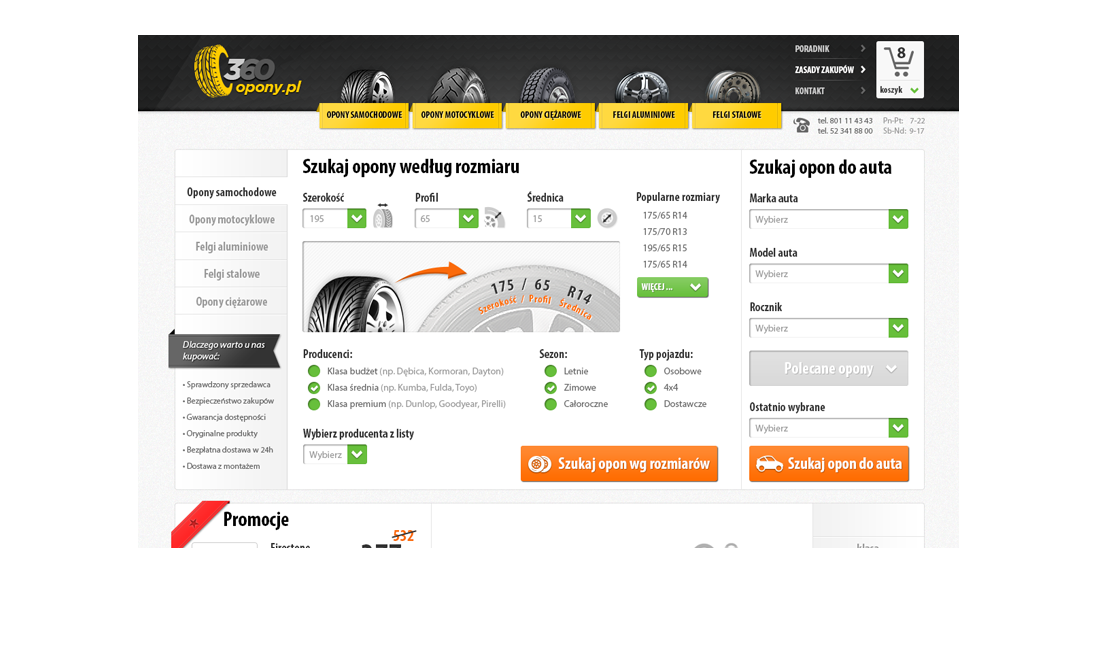 360
opony.pl
PORADNIK
ZASADY ZAKUPÓW
KONTAKT
8
koszyk
OPONY SAMOCHODOWE
OPONY MOTOCYKLOWE
OPONY CIĘŻAROWE
FELGI ALUMINIOWE
FELGI STALOWE
tel. 801 11 43 43 Pn-Pt: 7-22
tel. 52 341 88 00 Sb-Nd: 9-17
Opony samochodowe
Opony motocyklowe
Felgi aluminiowe
Felgi stalowe
Opony ciężarowe
Dlaczego warto u nas
kupować:
• Sprawdzony sprzedawca
• Bezpieczeństwo zakupów
• Gwarancja dostępności
• Oryginalne produkty
• Bezpłatna dostawa w 24h
• Dostawa z montażem
Szukaj opony według rozmiaru
Szerokość
195
Profil
65
Średnica
15
Popularne rozmiary
175/65 R14
175/70 R13
195/65 R15
175/65 R14
WIĘCEJ ...
175 / 65 R14
Szerokość / Profil Średnica
Producenci:
Klasa budżet (np. Dębica, Kormoran, Dayton)
Klasa średnia (np. Kumba, Fulda, Toyo)
Klasa premium (np. Dunlop, Goodyear, Pirelli)
Sezon:
Letnie
Zimowe
Całoroczne
Typ pojazdu:
Osobowe
4x4
Dostawcze
Wybierz producenta z listy
Wybierz
Szukaj opon wg rozmiarów
Szukaj opon do auta
Marka auta
Wybierz
Model auta
Wybierz
Rocznik
Wybierz
Polecane opony
Ostatnio wybrane
Wybierz
Szukaj opon do auta
Promocje
532
Firestone